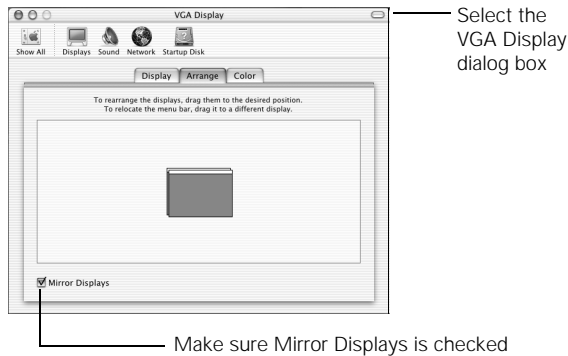 VGA Display
Select the
VGA Display
dialog box
Show All Displays Sound Network Startup Disk
Display Arrange Color
To rearrange the displays, drag them to the desired position.
To relocate the menu bar, drag it to a different display.
Mirror Displays
Make sure Mirror Displays is checked